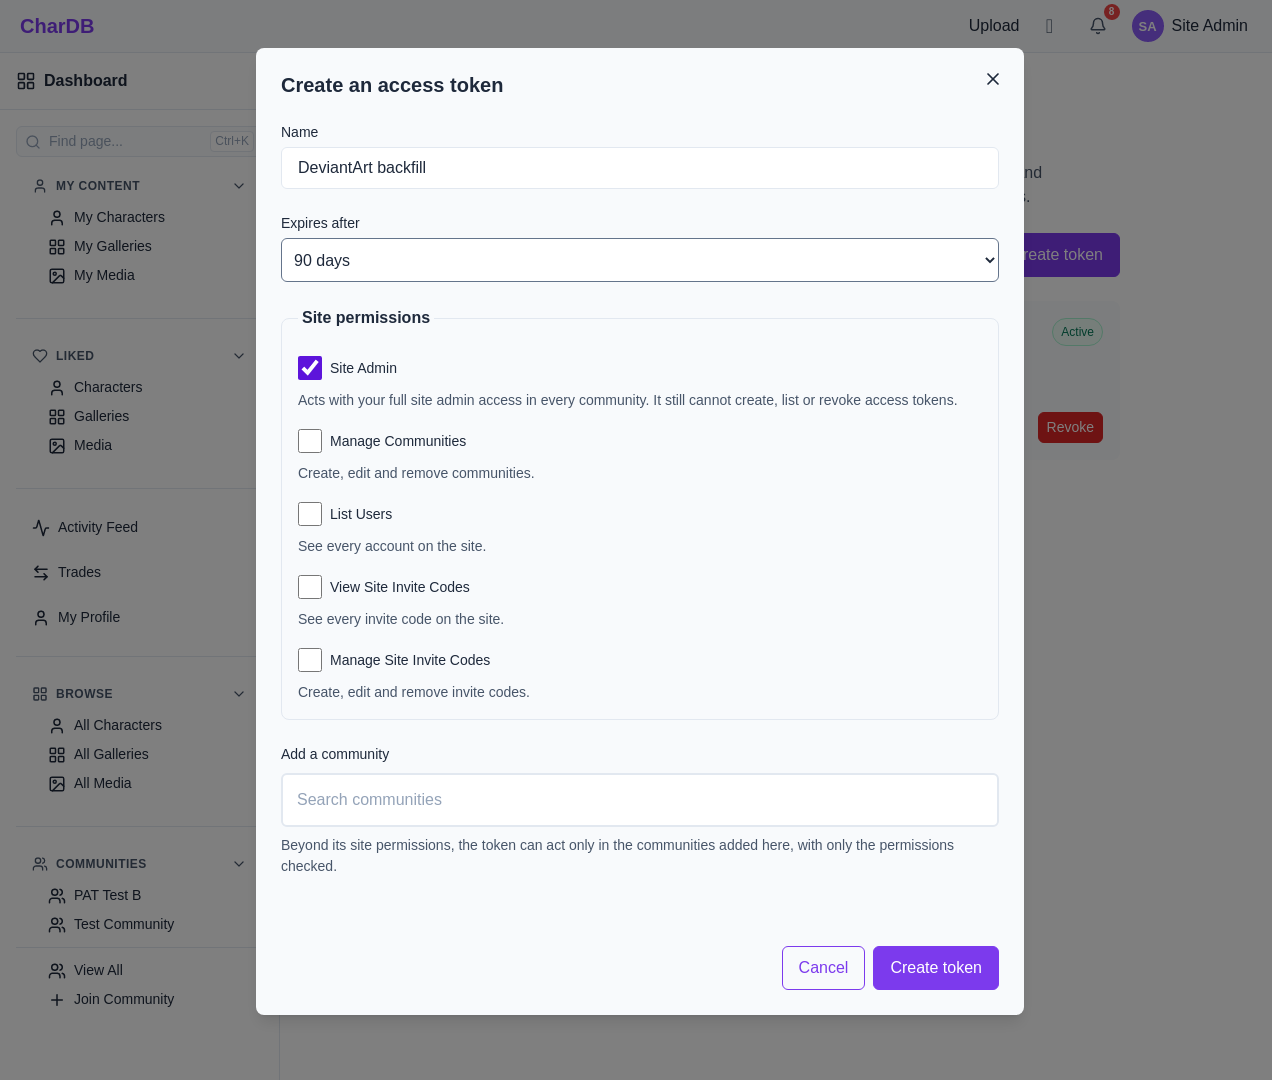 CharDB
Upload
8
SA
Site Admin
Dashboard
Find page...
Ctrl+K
MY CONTENT
My Characters
My Galleries
My Media
LIKED
Characters
Galleries
Media
Activity Feed
Trades
My Profile
BROWSE
All Characters
All Galleries
All Media
COMMUNITIES
PAT Test B
Test Community
View All
Join Community
Create an access token
Name
DeviantArt backfill
Expires after
90 days
Site permissions
Site Admin
Acts with your full site admin access in every community. It still cannot create, list or revoke access tokens.
Manage Communities
Create, edit and remove communities.
List Users
See every account on the site.
View Site Invite Codes
See every invite code on the site.
Manage Site Invite Codes
Create, edit and remove invite codes.
Add a community
Search communities
Beyond its site permissions, the token can act only in the communities added here, with only the permissions
checked.
Cancel
Create token
reate token
Active
Revoke